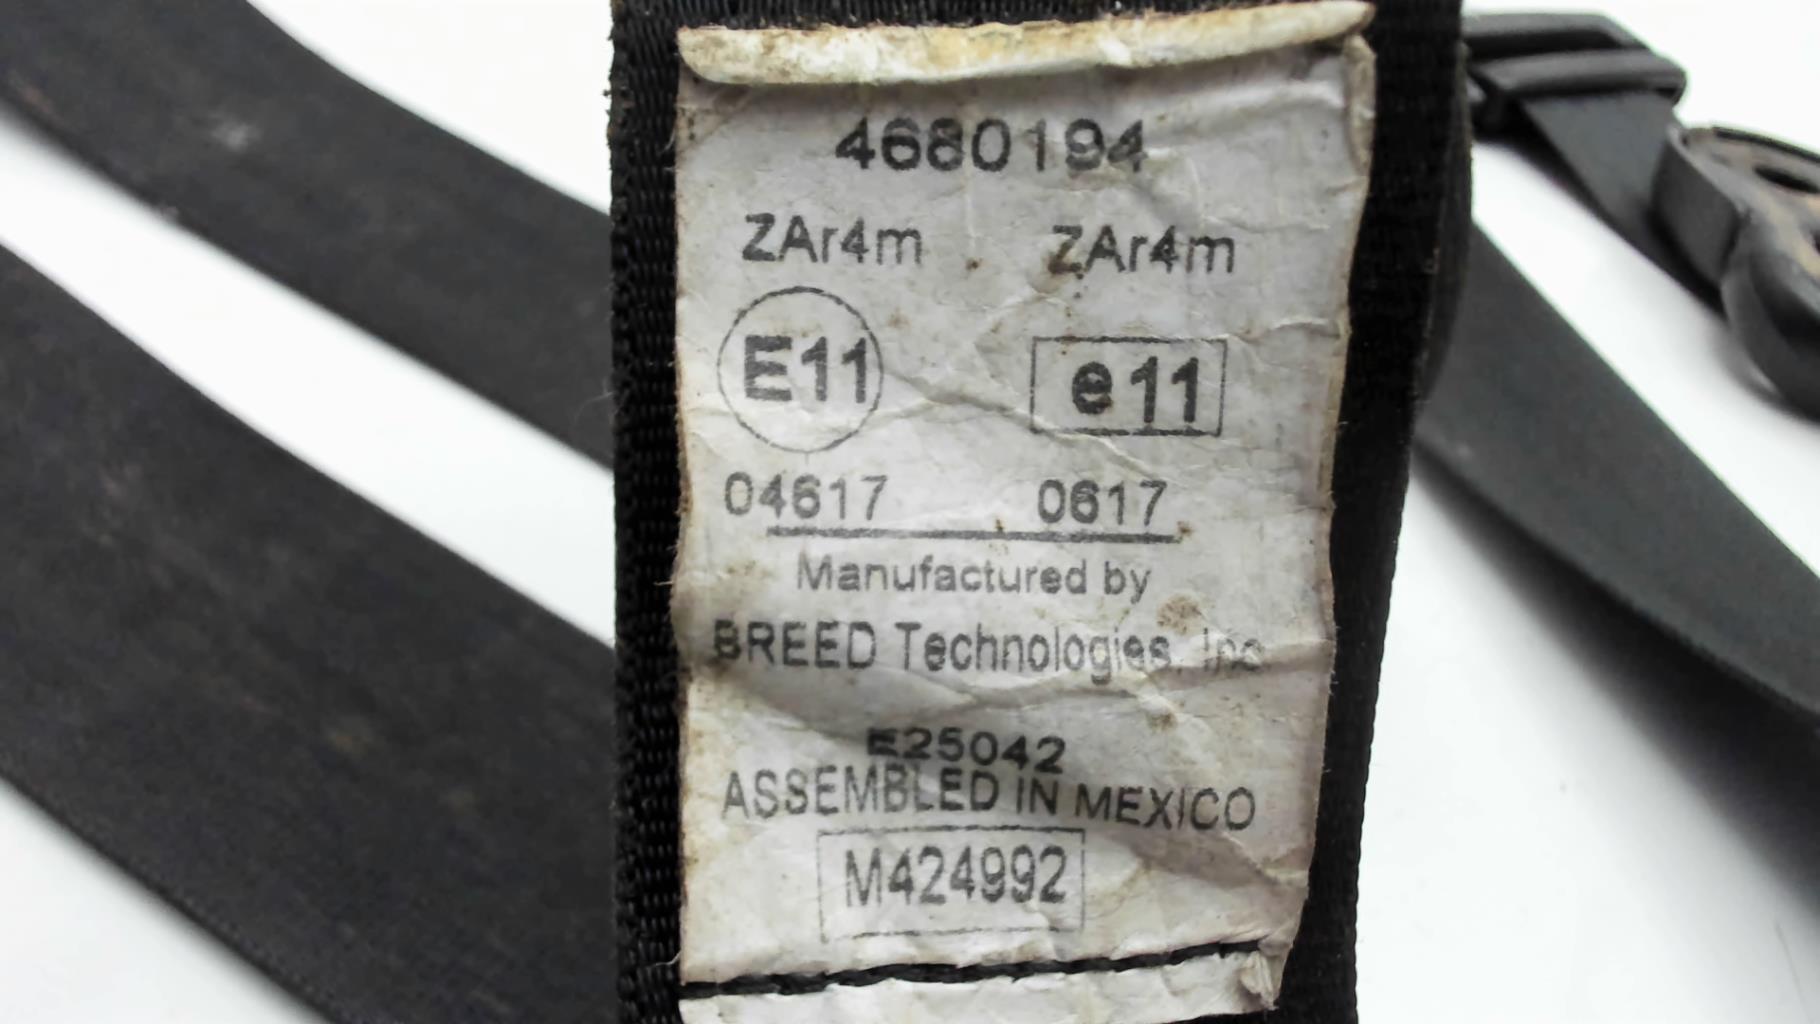 4680194
ZAr4m ZAr4m
E11 e11
04617 0617
Manufactured by
BREED Technologies, Inc
E25042
ASSEMBLED IN MEXICO
M424992